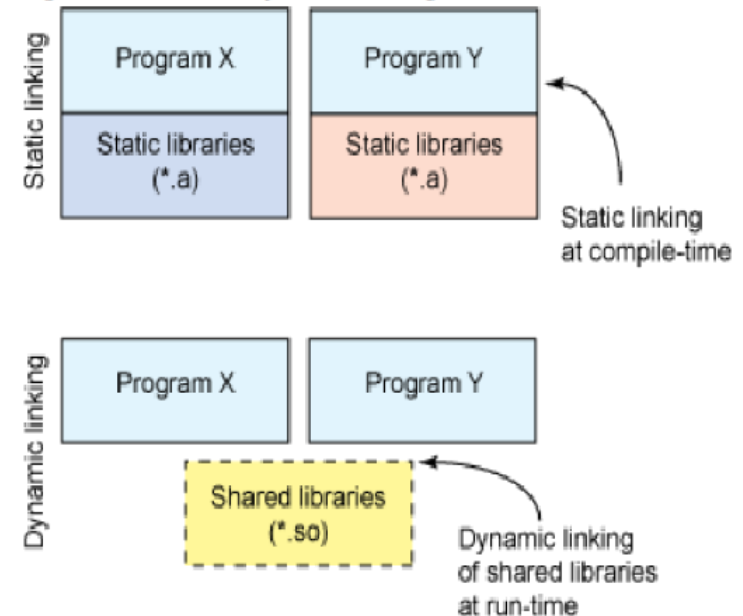 Static linking
Program X
Program Y
Static libraries
(*.a)
Static libraries
(*.a)
Static linking
at compile-time
Dynamic linking
Program X
Program Y
Shared libraries
(*.so)
Dynamic linking
of shared libraries
at run-time